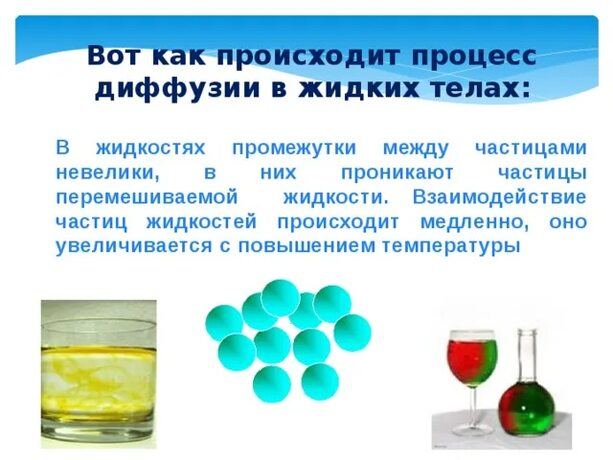 Вот как происходит процесс
диффузии в жидких телах:
В жидкостях промежутки между частицами
невелики, в них проникают частицы
перемешиваемой жидкости. Взаимодействие
частиц жидкостей происходит медленно, оно
увеличивается с повышением температуры